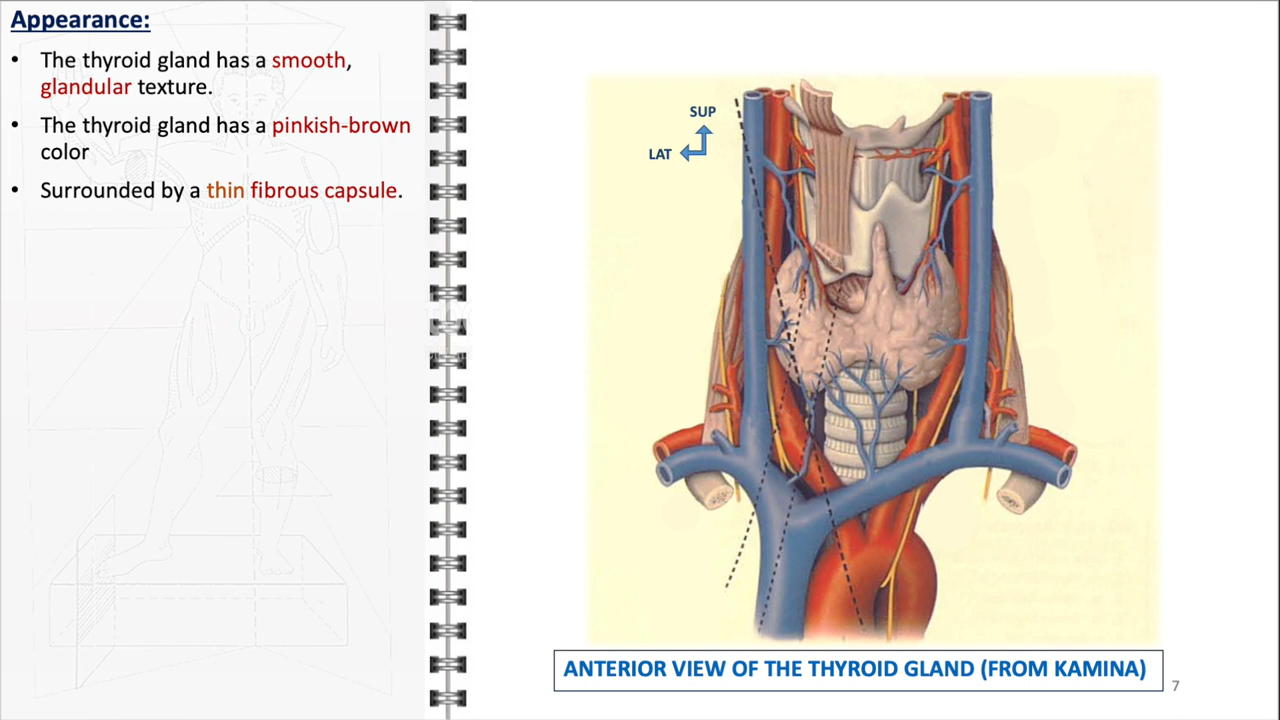 Appearance:
• The thyroid gland has a smooth,
glandular texture.
• The thyroid gland has a pinkish-brown
color
• Surrounded by a thin fibrous capsule.
SUP
LAT
ANTERIOR VIEW OF THE THYROID GLAND (FROM KAMINA)
7